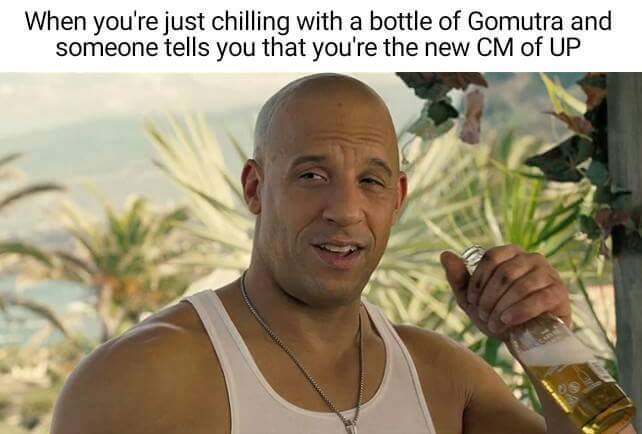 When you're just chilling with a bottle of Gomutra and
someone tells you that you're the new CM of UP